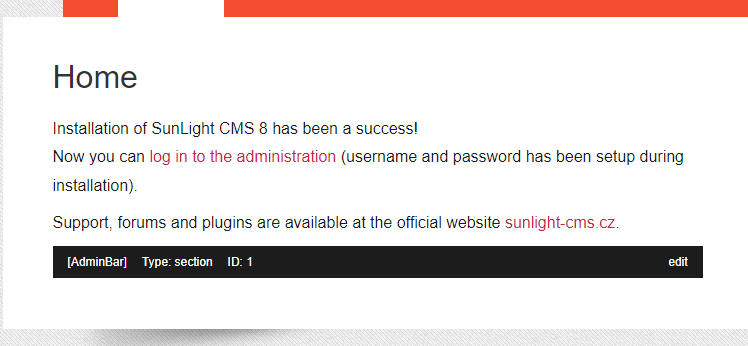 Home
Installation of SunLight CMS 8 has been a success!
Now you can log in to the administration (username and password has been setup during
installation).
Support, forums and plugins are available at the official website sunlight-cms.cz.
[AdminBar] Type: section ID: 1 edit